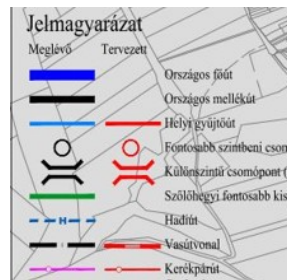 Jelmagyarázat
Meglévő Tervezett
Országos főút
Országos mellékút
Helyi gyűjtőút
Fontosabb szintbeni csom
Különszintű csomópont (
Szőlőhegyi fontosabb kis
H Hadiút
Vasútvonal
Kerékpárút